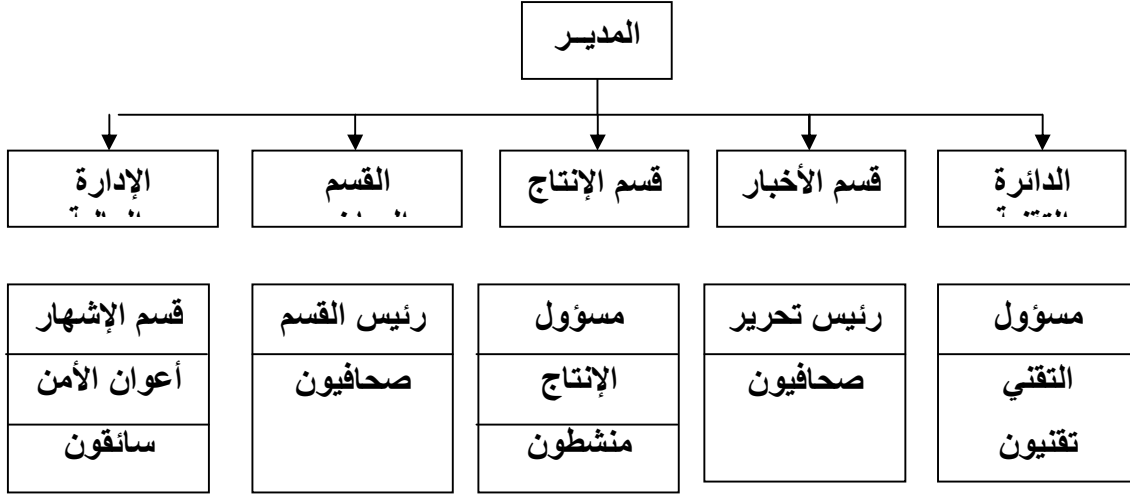 المديــر
الدائرة
قسم الأخبار
قسم الإنتاج
القسم
الإدارة
مسؤول
التقني
تقنيون
رئيس تحرير
صحافيون
مسؤول
الإنتاج
منشطون
رئيس القسم
صحافيون
قسم الإشهار
أعوان الأمن
سائقون